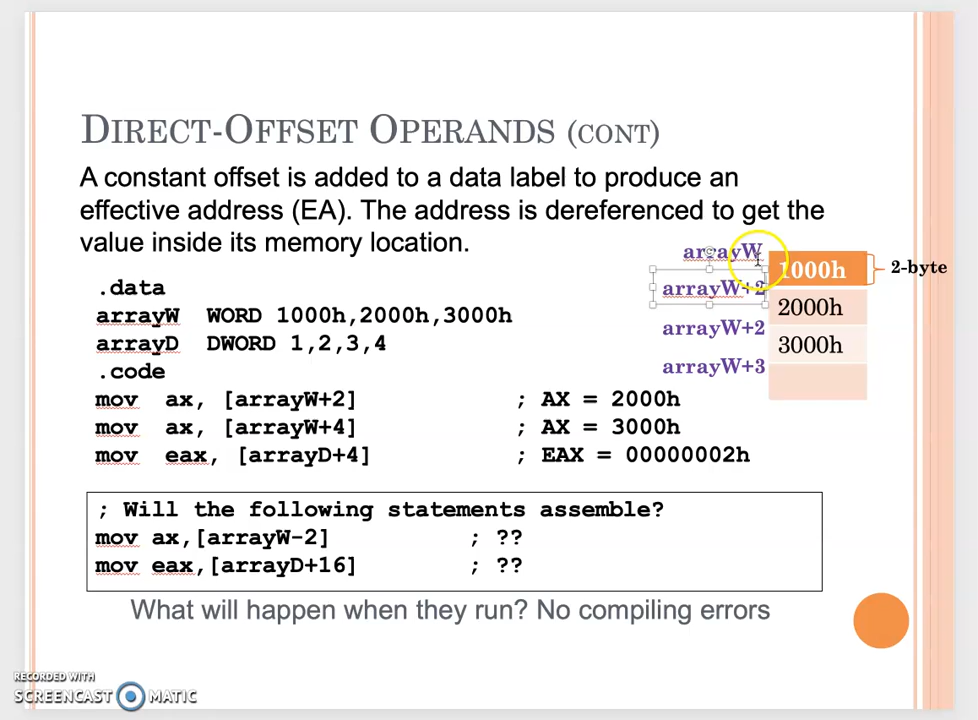 DIRECT-OFFSET OPERANDS (CONT)
A constant offset is added to a data label to produce an
effective address (EA). The address is dereferenced to get the
value inside its memory location.
.data
arrayW WORD 1000h,2000h,3000h
arrayD DWORD 1,2,3,4
.code
mov ax, [arrayW+2] ; AX = 2000h
mov ax, [arrayW+4] ; AX = 3000h
mov eax, [arrayD+4] ; EAX = 00000002h
arrayW 1000h 2-byte
arrayW+2 2000h
arrayW+2 3000h
arrayW+3
; Will the following statements assemble?
mov ax,[arrayW-2] ; ??
mov eax,[arrayD+16] ; ??
What will happen when they run? No compiling errors
RECORDED WITH
SCREENCAST MATIC